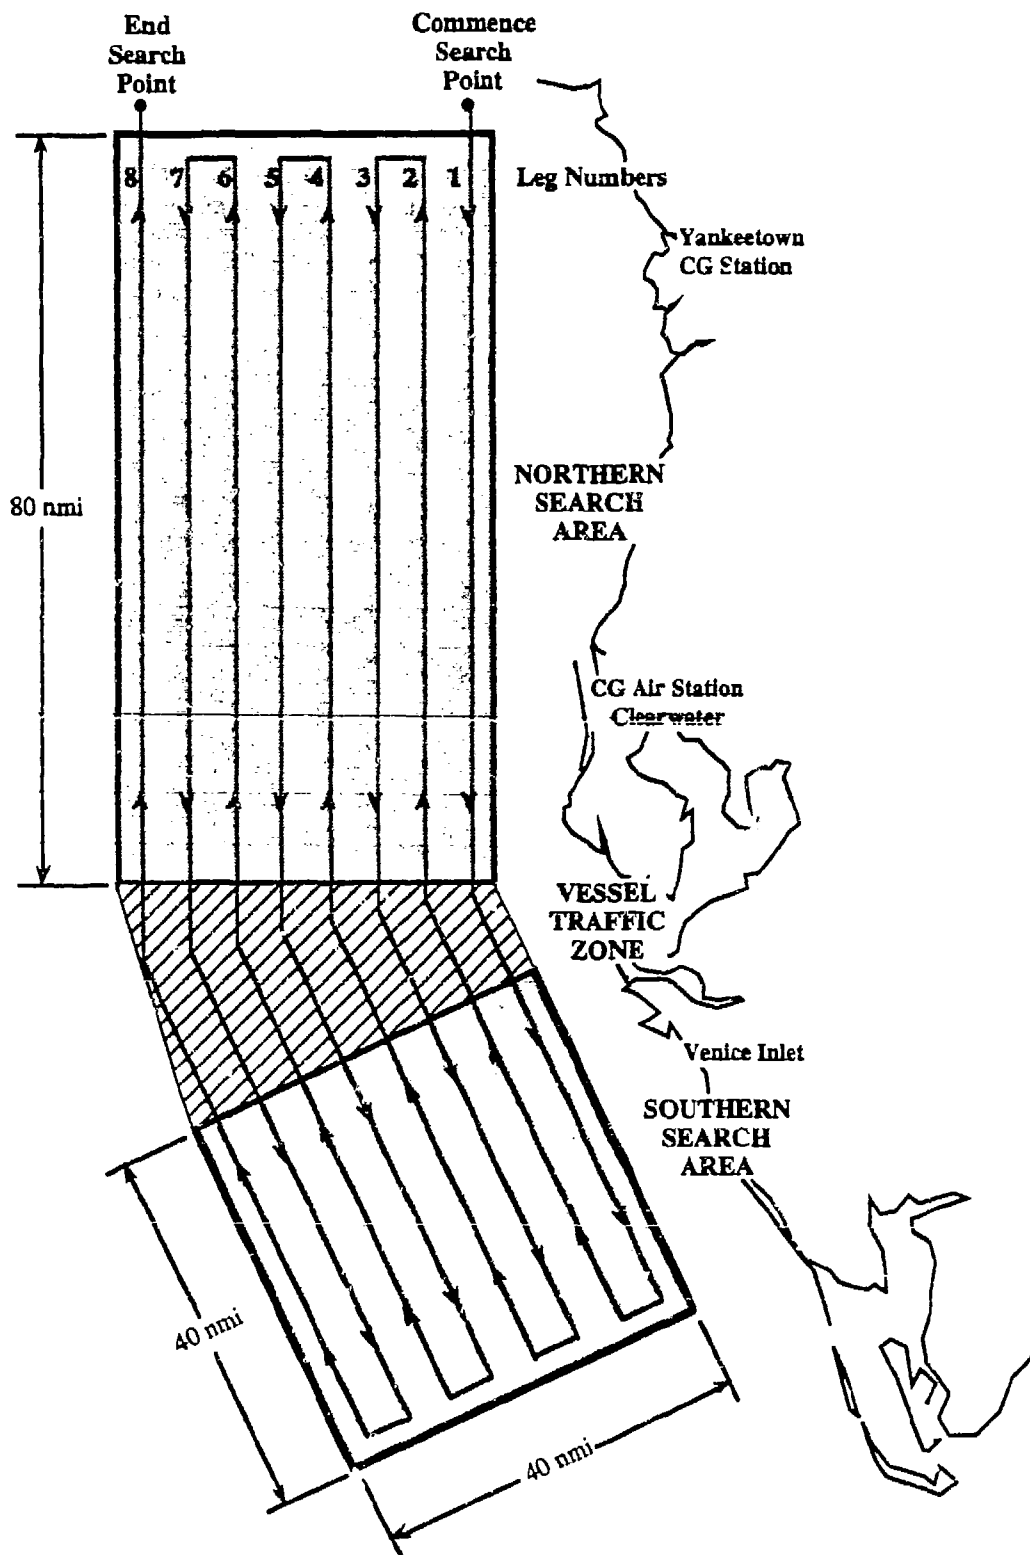 End
Search
Point
Commence
Search
Point
8 7 6 5 4 3 2 1
Leg Numbers
Yankeetown
CG Station
80 nmi
NORTHERN
SEARCH
AREA
CG Air Station
Clearwater
VESSEL
TRAFFIC
ZONE
Venice Inlet
SOUTHERN
SEARCH
AREA
40 nmi
40 nmi